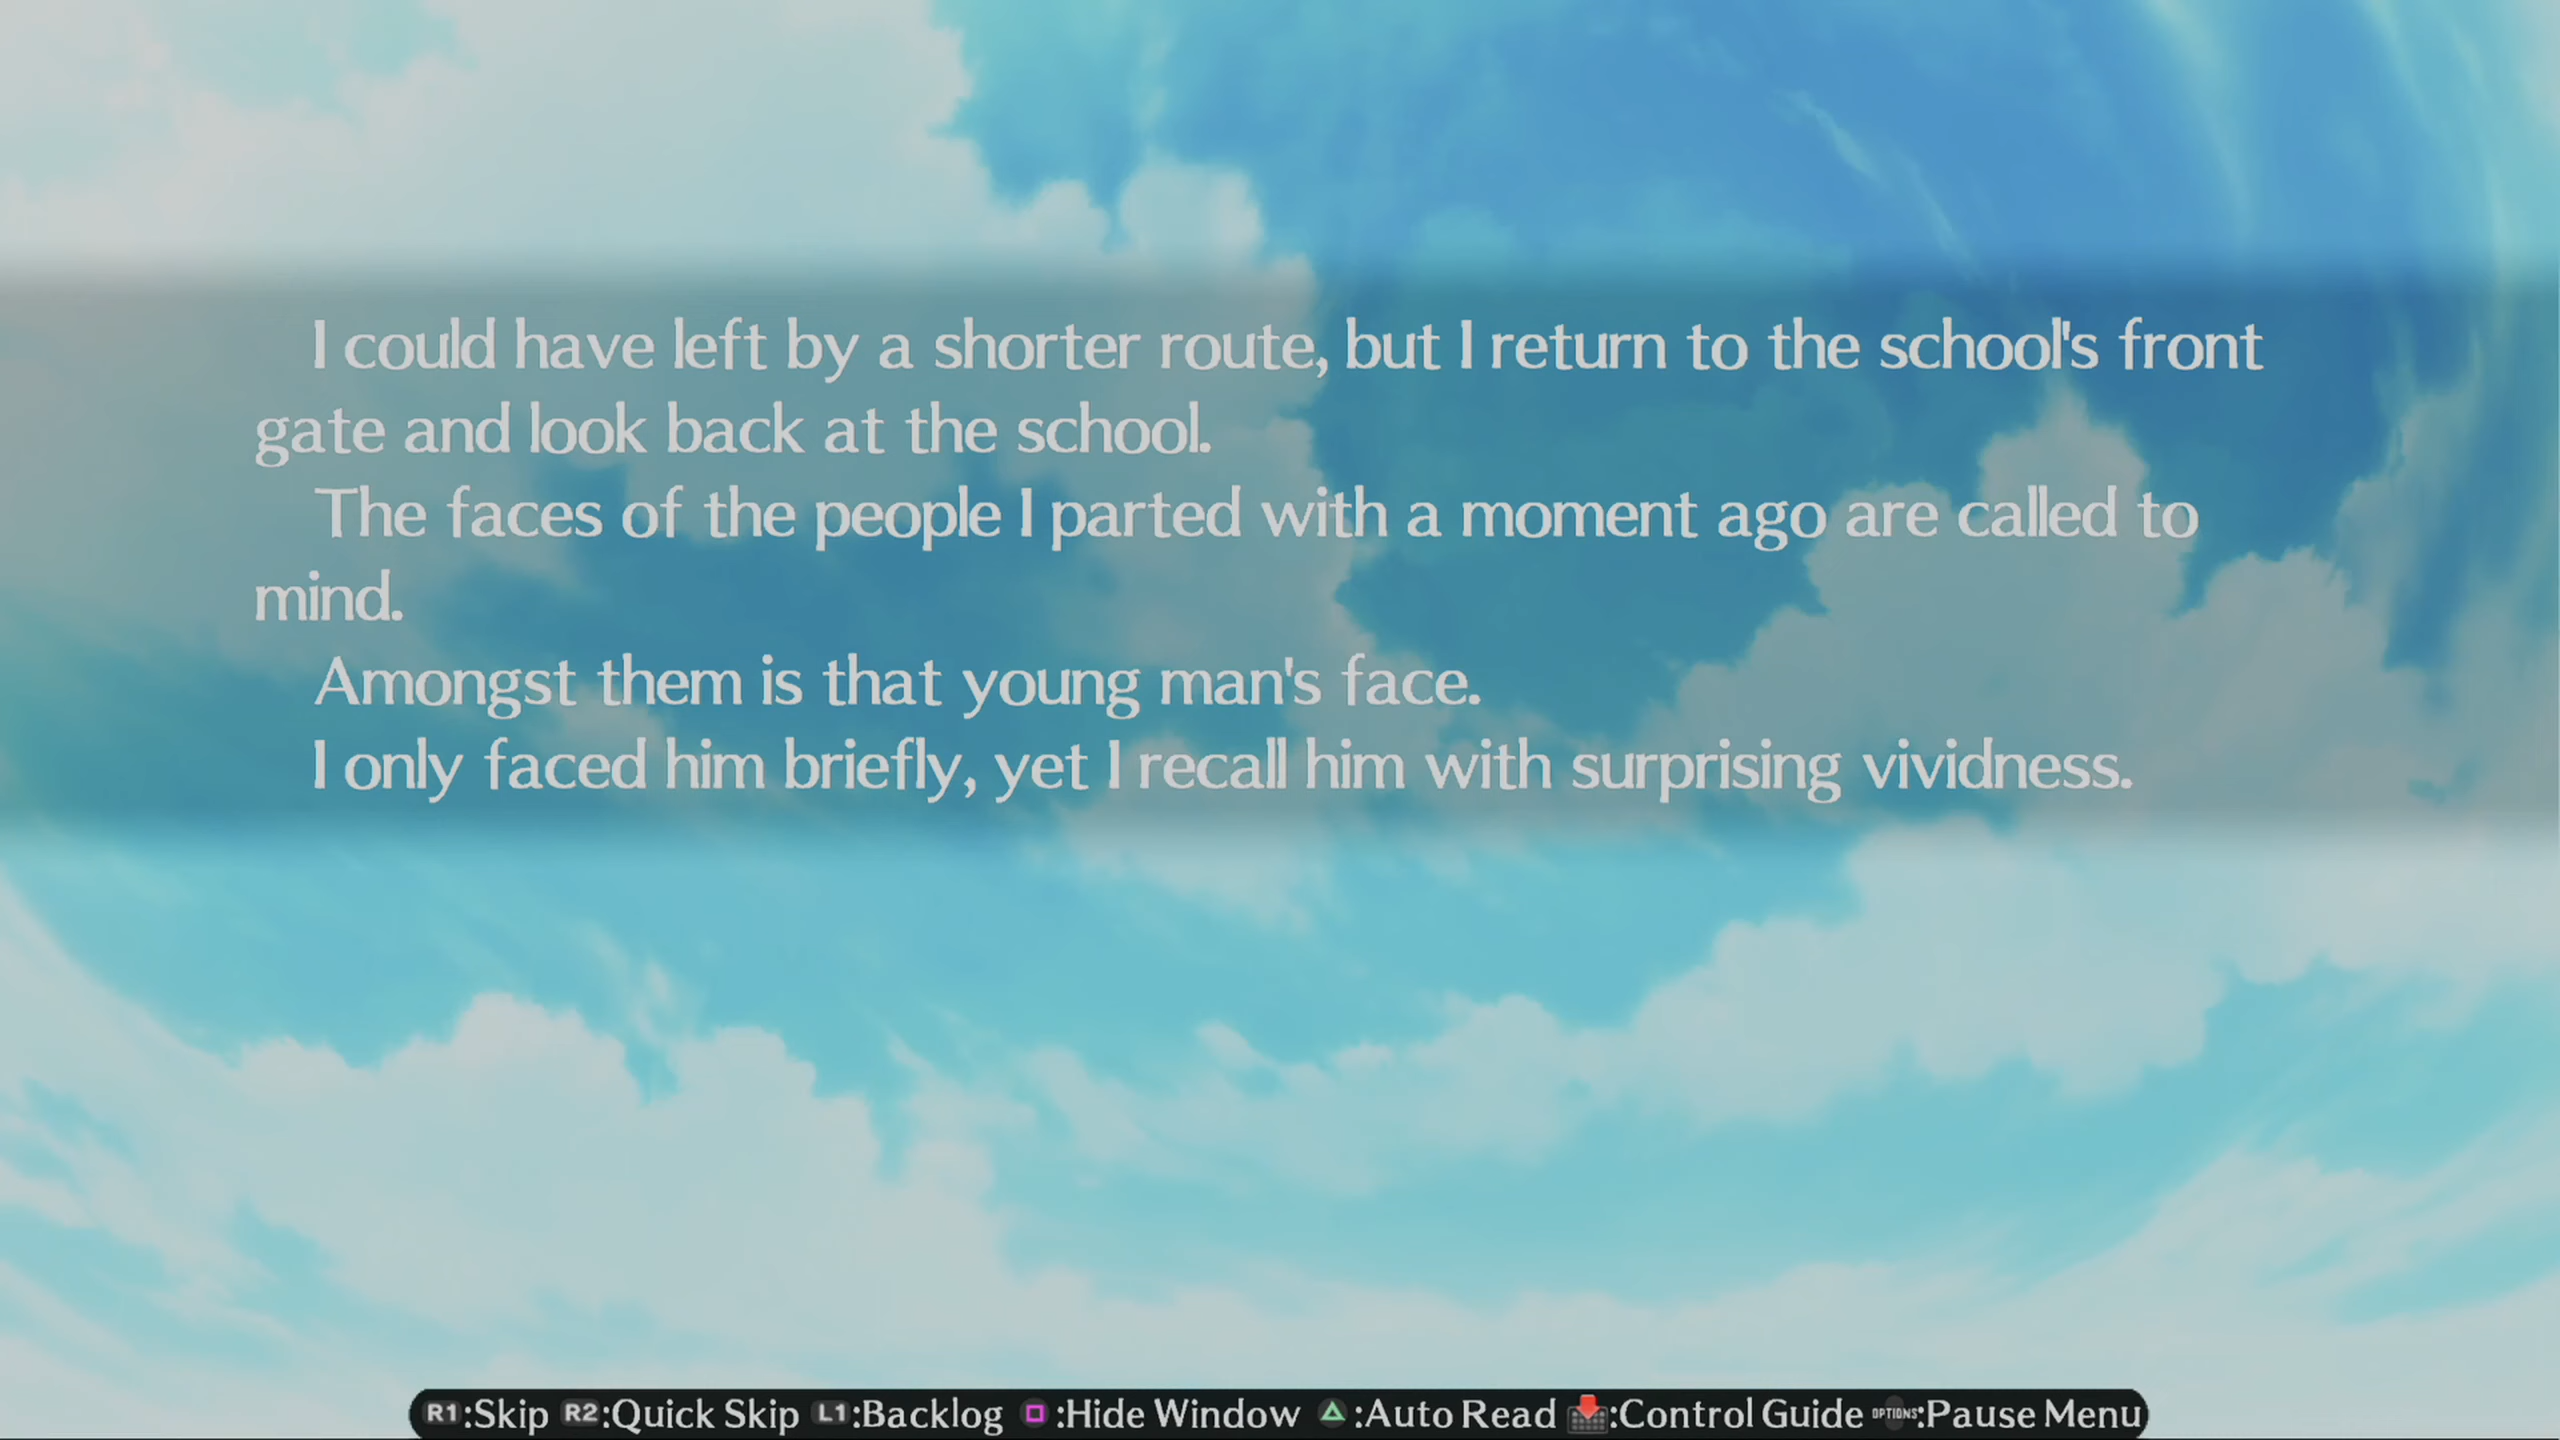 I could have left by a shorter route, but I return to the school's front
gate and look back at the school.
The faces of the people I parted with a moment ago are called to
mind.
Amongst them is that young man's face.
I only faced him briefly, yet I recall him with surprising vividness.
R1:Skip R2:Quick Skip L1:Backlog :Hide Window :Auto Read :Control Guide OPTIONS:Pause Menu